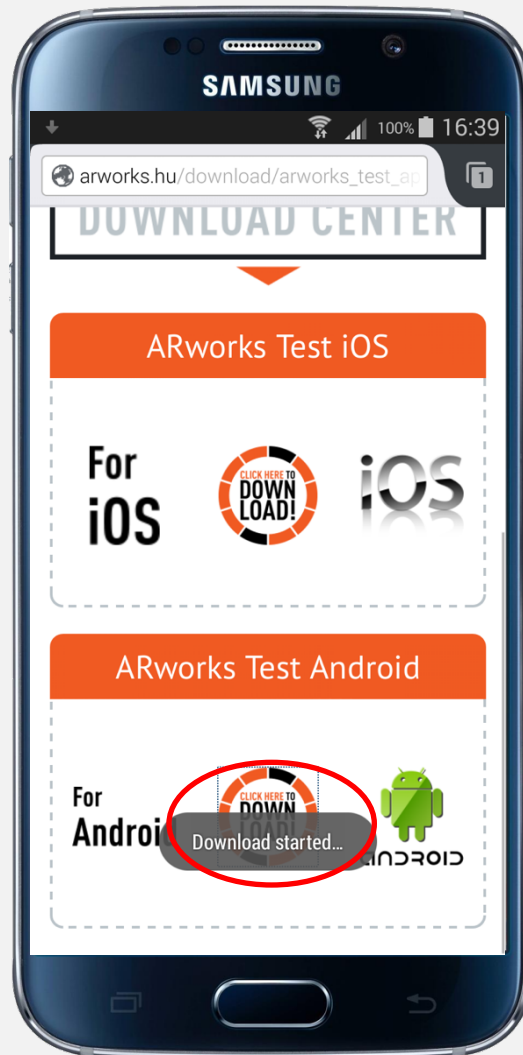 SAMSUNG
100% 16:39
arworks.hu/download/arworks_test_ap
1
DOWNLOAD CENTER
ARworks Test iOS
For
iOS
CLICK HERE TO
DOWN
LOAD!
iOS
ARworks Test Android
For
Android
CLICK HERE TO
DOWN
LOAD!
Download started...
ANDROID